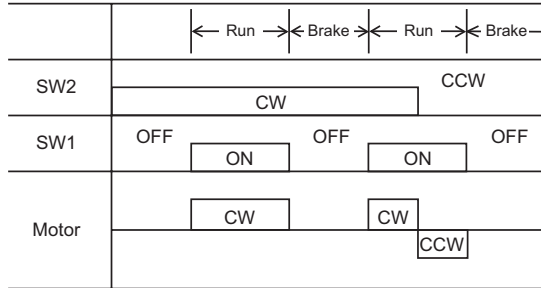 Run Brake Run Brake
SW2 CCW
CW
SW1 OFF OFF OFF
ON ON
Motor CW CW
CCW